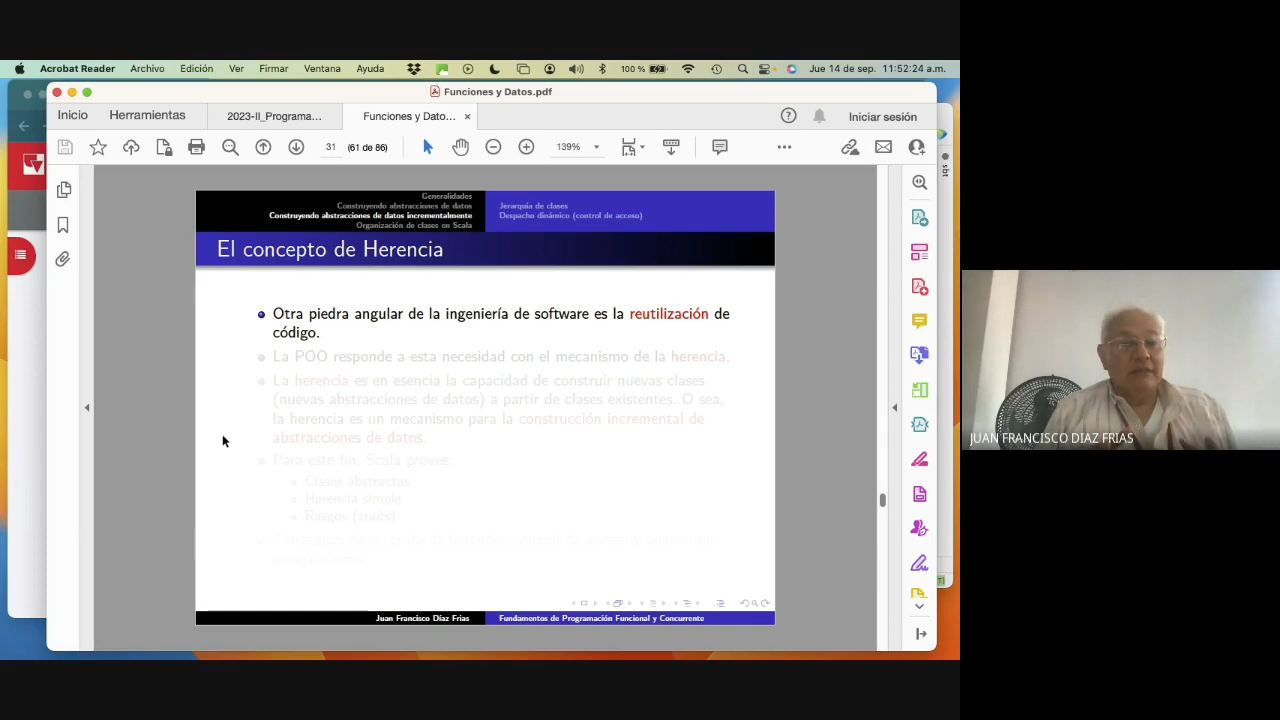 Acrobat Reader Archivo Edición Ver Firmar Ventana Ayuda 100 % Jue 14 de sep. 11:52:24 a.m.
Funciones y Datos.pdf
Inicio Herramientas 2023-II_Programa... Funciones y Dato... × Iniciar sesión
31 (61 de 86) 139%
sbt
Generalidades
Construyendo abstracciones de datos
Construyendo abstracciones de datos incrementalmente
Organización de clases en Scala
Jerarquía de clases
Despacho dinámico (control de acceso)
El concepto de Herencia
Otra piedra angular de la ingeniería de software es la reutilización de
código.
La POO responde a esta necesidad con el mecanismo de la herencia.
La herencia es en esencia la capacidad de construir nuevas clases
(nuevas abstracciones de datos) a partir de clases existentes. O sea,
la herencia es un mecanismo para la construcción incremental de
abstracciones de datos.
Para esto fin, Scala provee:
Clases abstractas
Herencia simple
Rasgos (traits)
Juan Francisco Díaz Frias
Fundamentos de Programación Funcional y Concurrente
JUAN FRANCISCO DIAZ FRIAS